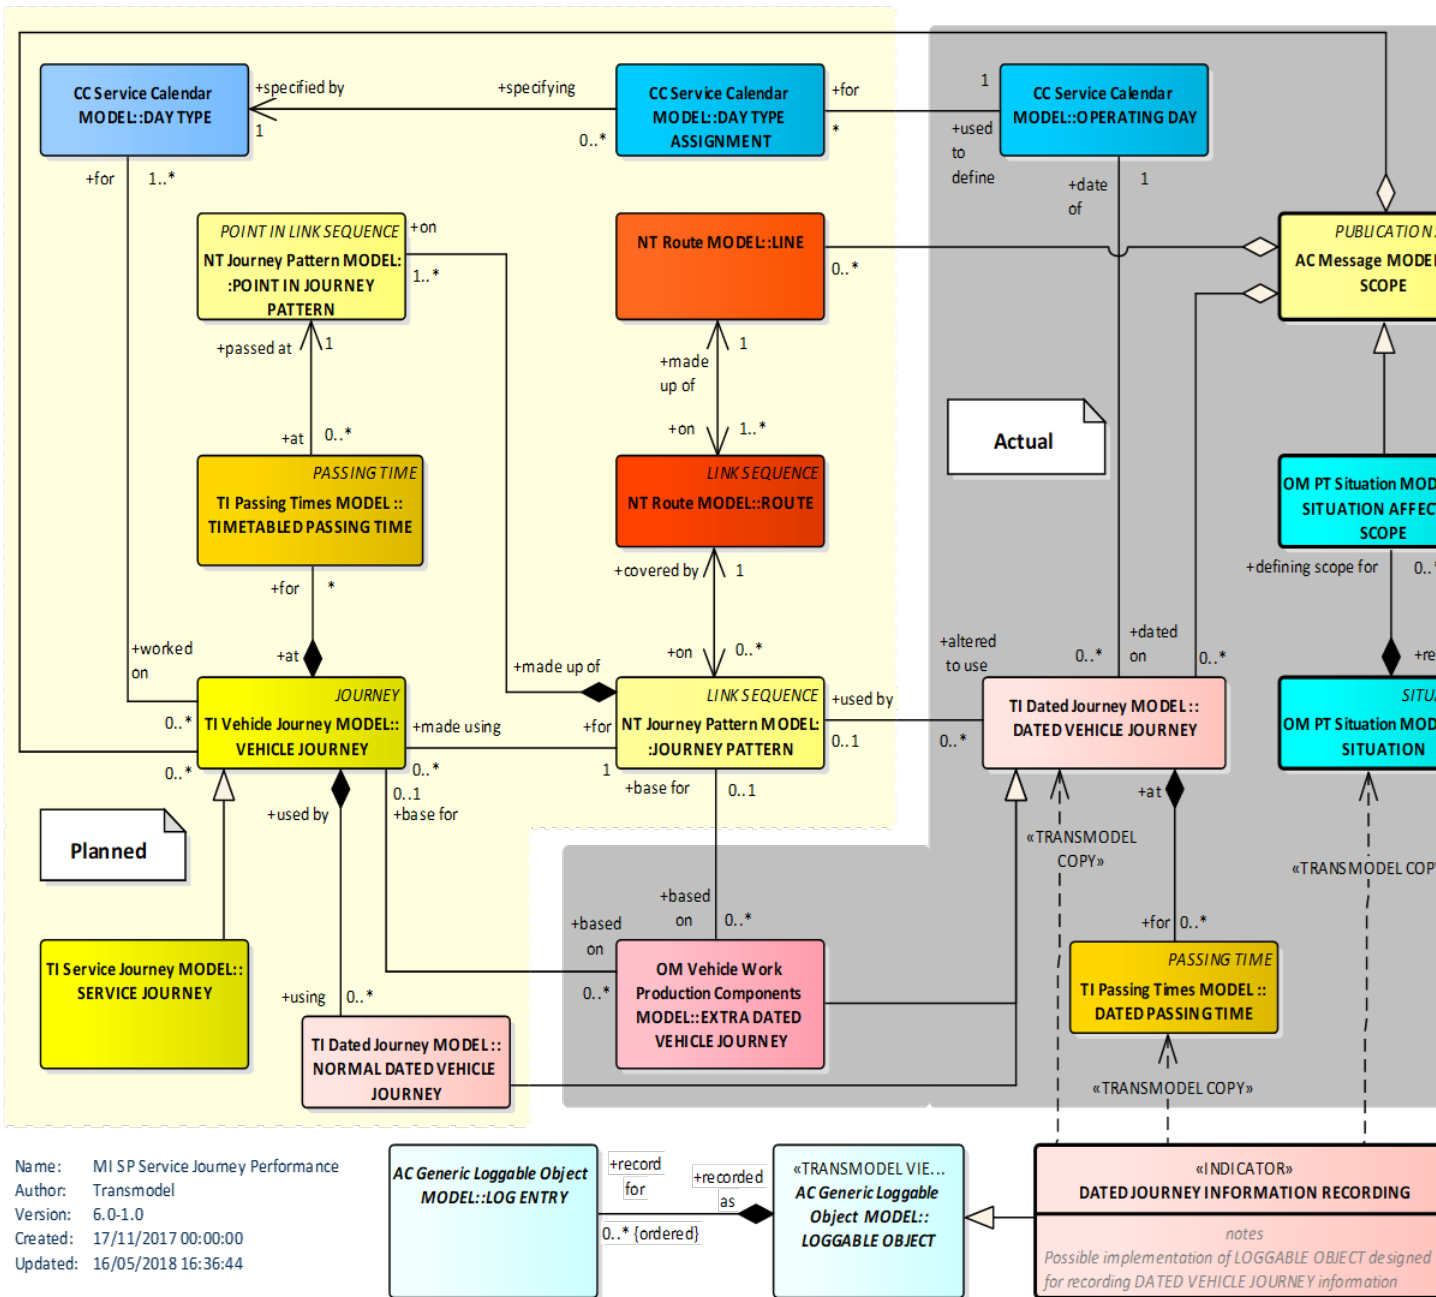 CC Service Calendar
MODEL::DAY TYPE
+specified by
1
+specifying
0..*
CC Service Calendar
MODEL::DAY TYPE
ASSIGNMENT
+for
*
1
+used
to
define
CC Service Calendar
MODEL::OPERATING DAY
+for
1..*
+date
of
1
POINT IN LINK SEQUENCE
NT Journey Pattern MODEL:
:POINT IN JOURNEY
PATTERN
+on
1..*
NT Route MODEL::LINE
0..*
PUBLICATION
AC Message MODEL
SCOPE
+passed at
1
+made
up of
1
+at
0..*
+on
1..*
Actual
PASSING TIME
TI Passing Times MODEL ::
TIMETABLED PASSING TIME
LINK SEQUENCE
NT Route MODEL::ROUTE
OM PT Situation MOD
SITUATION AFFECT
SCOPE
+for
*
+covered by
1
+defining scope for
0..*
+worked
on
+at
+made up of
+on
0..*
+altered
to use
0..*
+dated
on
0..*
+re
0..*
JOURNEY
TI Vehicle Journey MODEL::
VEHICLE JOURNEY
+made using
+for
LINK SEQUENCE
NT Journey Pattern MODEL:
:JOURNEY PATTERN
+used by
0..1
0..*
TI Dated Journey MODEL ::
DATED VEHICLE JOURNEY
SITUA
OM PT Situation MOD
SITUATION
0..*
0..*
1
0..1
+base for
+base for
0..1
+used by
+at
Planned
«TRANSMODEL
COPY»
«TRANSMODEL COP
+based
on
0..*
+based
on
0..*
+for
0..*
TI Service Journey MODEL::
SERVICE JOURNEY
+using
0..*
OM Vehicle Work
Production Components
MODEL::EXTRA DATED
VEHICLE JOURNEY
PASSING TIME
TI Passing Times MODEL ::
DATED PASSING TIME
TI Dated Journey MODEL ::
NORMAL DATED VEHICLE
JOURNEY
«TRANSMODEL COPY»
Name: MI SP Service Journey Performance
Author: Transmodel
Version: 6.0-1.0
Created: 17/11/2017 00:00:00
Updated: 16/05/2018 16:36:44
AC Generic Loggable Object
MODEL::LOG ENTRY
+record
for
0..* {ordered}
+recorded
as
«TRANSMODEL VIE...
AC Generic Loggable
Object MODEL::
LOGGABLE OBJECT
«INDICATOR»
DATED JOURNEY INFORMATION RECORDING
notes
Possible implementation of LOGGABLE OBJECT designed
for recording DATED VEHICLE JOURNEY information